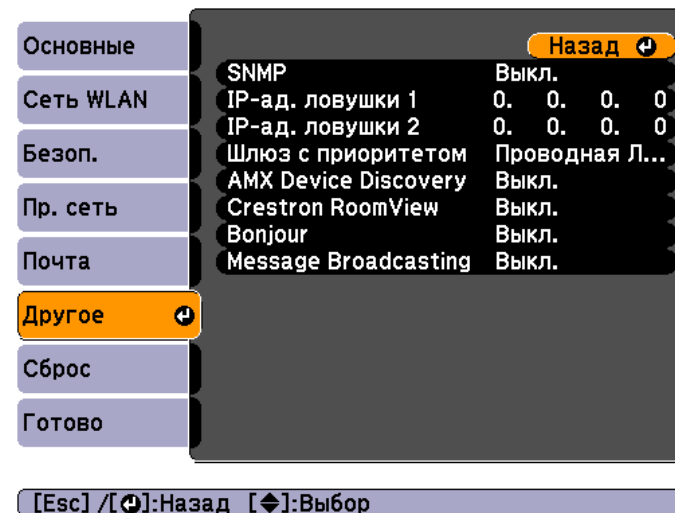 Основные
Сеть WLAN
Безоп.
Пр. сеть
Почта
Другое
Сброс
Готово
Назад
SNMP Выкл.
IP-ад. ловушки 1 0. 0. 0. 0
IP-ад. ловушки 2 0. 0. 0. 0
Шлюз с приоритетом Проводная Л...
AMX Device Discovery Выкл.
Crestron RoomView Выкл.
Bonjour Выкл.
Message Broadcasting Выкл.
[Esc] /[⏎]:Назад [◆]:Выбор